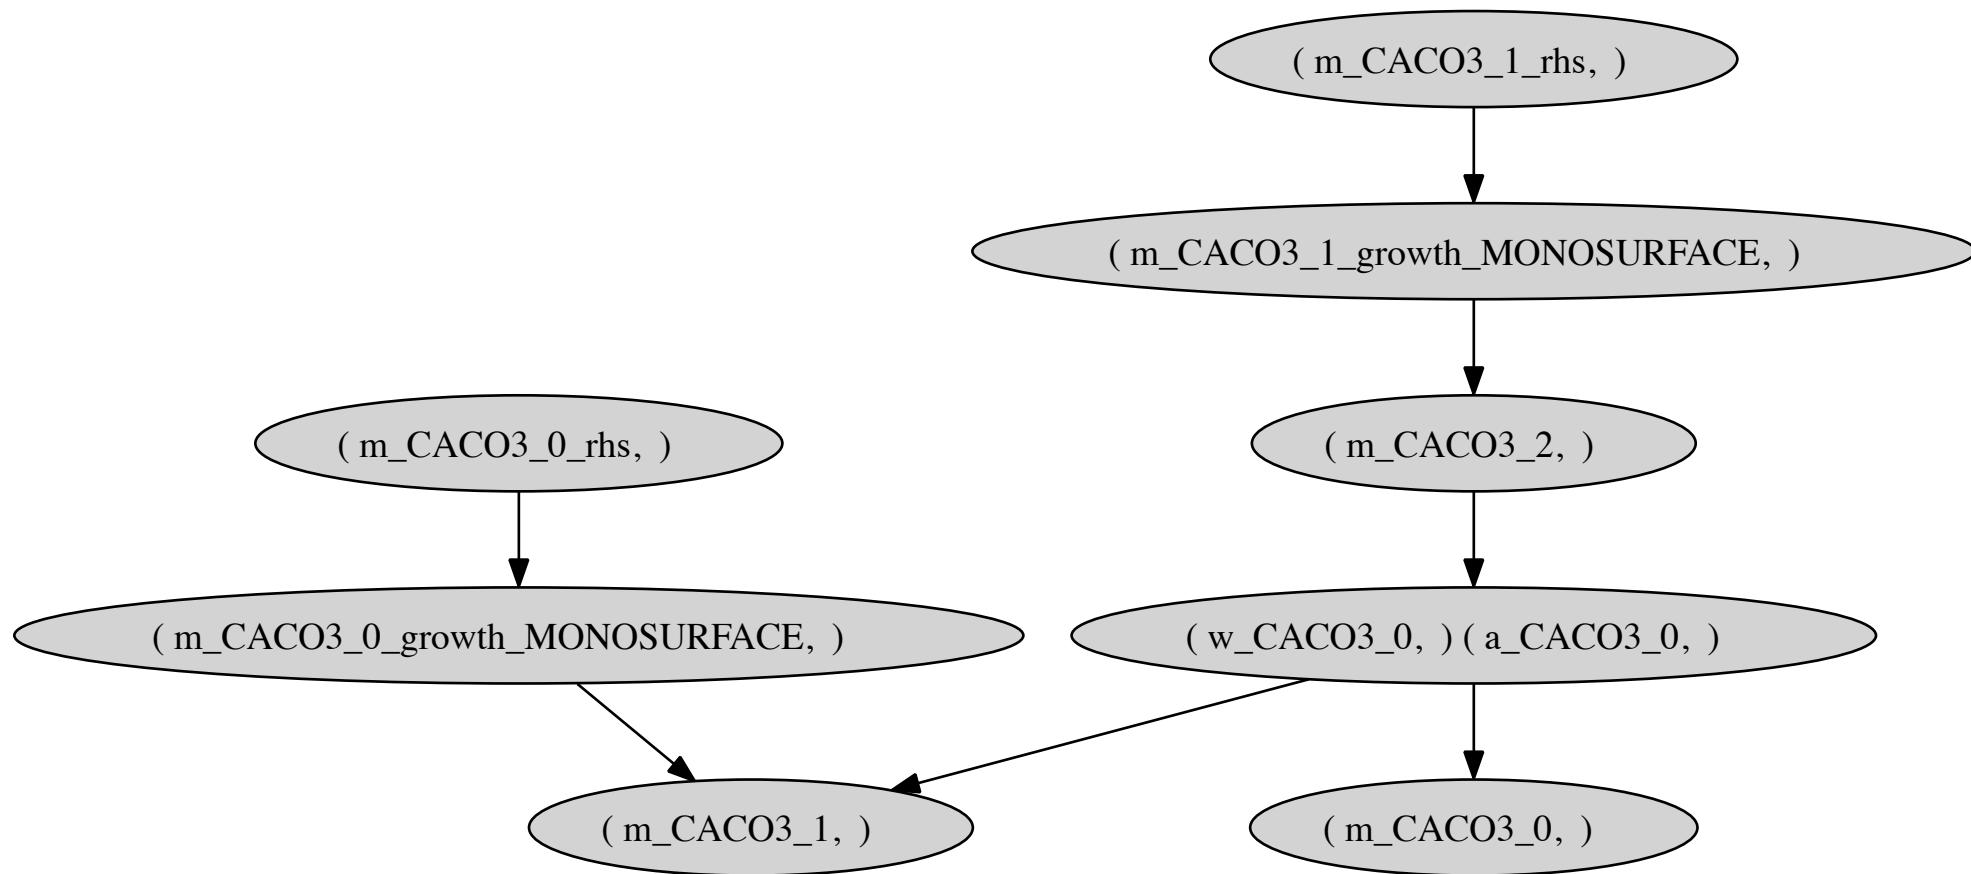 ( m_CACO3_1_rhs, )
( m_CACO3_1_growth_MONOSURFACE, )
( m_CACO3_0_rhs, )
( m_CACO3_2, )
( m_CACO3_0_growth_MONOSURFACE, )
( w_CACO3_0, ) ( a_CACO3_0, )
( m_CACO3_1, )
( m_CACO3_0, )